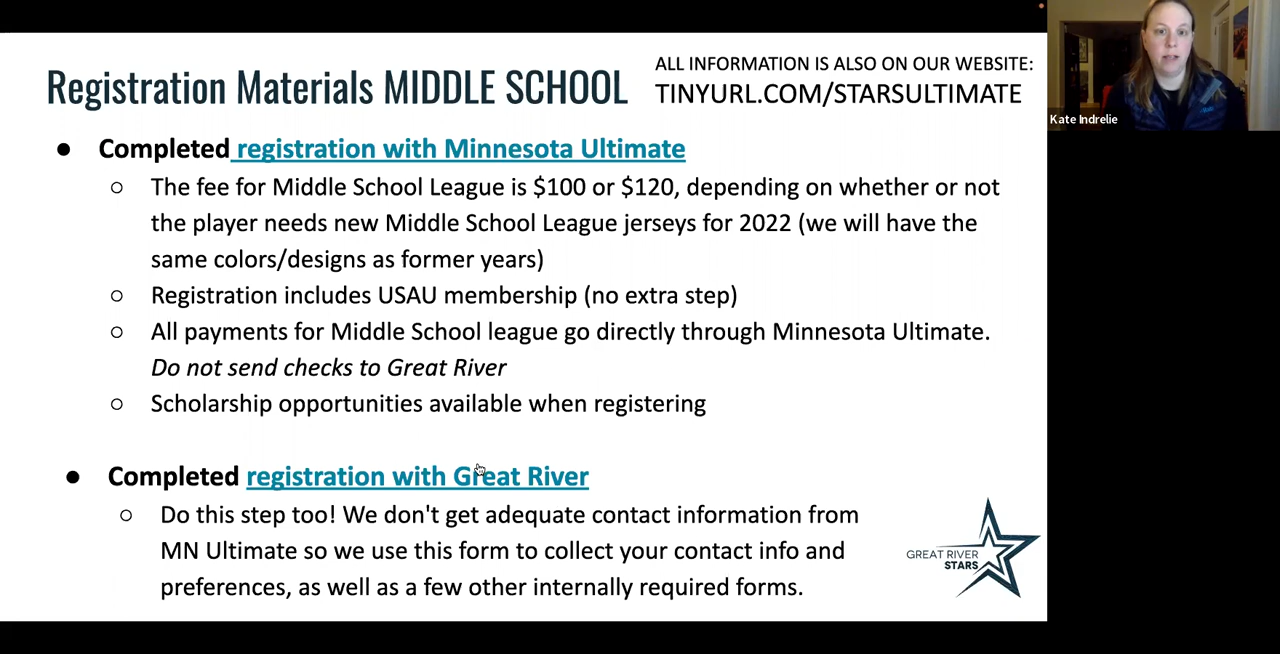 Registration Materials MIDDLE SCHOOL
ALL INFORMATION IS ALSO ON OUR WEBSITE:
TINYURL.COM/STARSULTIMATE
Kate Indrelie
● Completed registration with Minnesota Ultimate
○ The fee for Middle School League is $100 or $120, depending on whether or not
the player needs new Middle School League jerseys for 2022 (we will have the
same colors/designs as former years)
○ Registration includes USAU membership (no extra step)
○ All payments for Middle School league go directly through Minnesota Ultimate.
Do not send checks to Great River
○ Scholarship opportunities available when registering
● Completed registration with Great River
○ Do this step too! We don't get adequate contact information from
MN Ultimate so we use this form to collect your contact info and
preferences, as well as a few other internally required forms.
GREAT RIVER
STARS